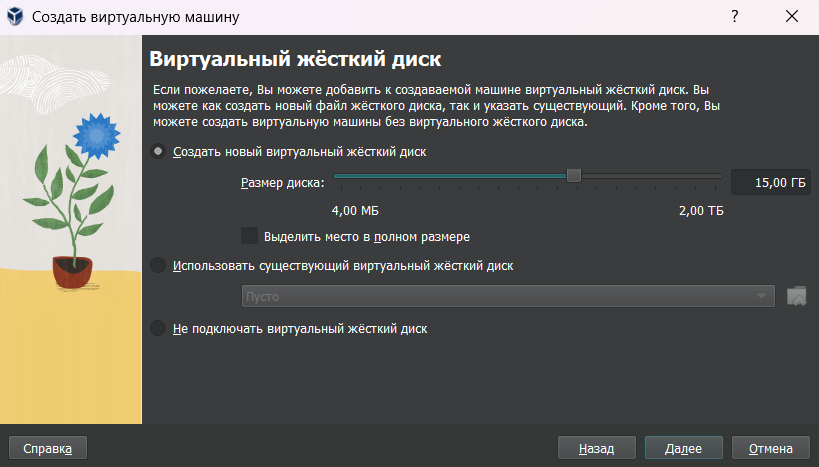 Создать виртуальную машину
?
Виртуальный жёсткий диск
Если пожелаете, Вы можете добавить к создаваемой машине виртуальный жёсткий диск. Вы
можете как создать новый файл жёсткого диска, так и указать существующий. Кроме того, Вы
можете создать виртуальную машины без виртуального жёсткого диска.
Создать новый виртуальный жёсткий диск
Размер диска:
15,00 ГБ
4,00 МБ
2,00 ТБ
Выделить место в полном размере
Использовать существующий виртуальный жёсткий диск
Пусто
Не подключать виртуальный жёсткий диск
Справка
Назад
Далее
Отмена